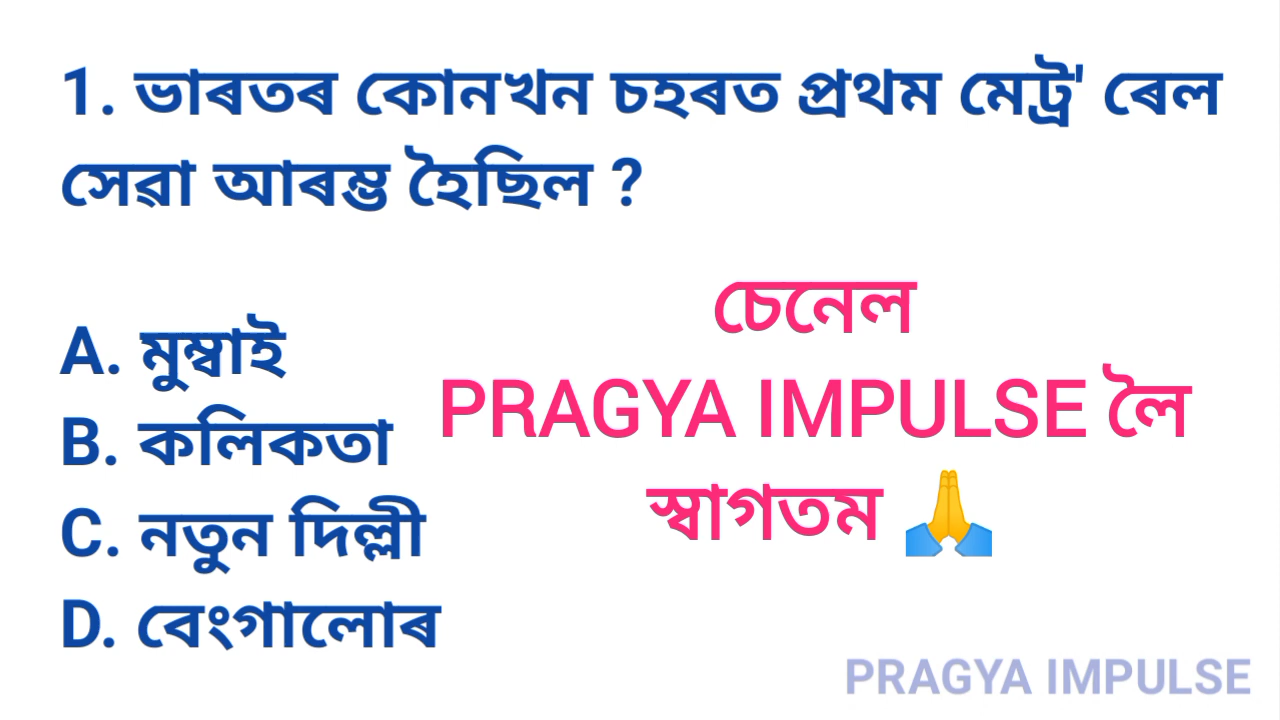 1. ভাৰতৰ কোনখন চহৰত প্ৰথম মেট্ৰ' ৰেল
সেৱা আৰম্ভ হৈছিল ?
A. মুম্বাই
B. কলিকতা
C. নতুন দিল্লী
D. বেংগালোৰ
চেনেল
PRAGYA IMPULSE লৈ
স্বাগতম 🙏
PRAGYA IMPULSE